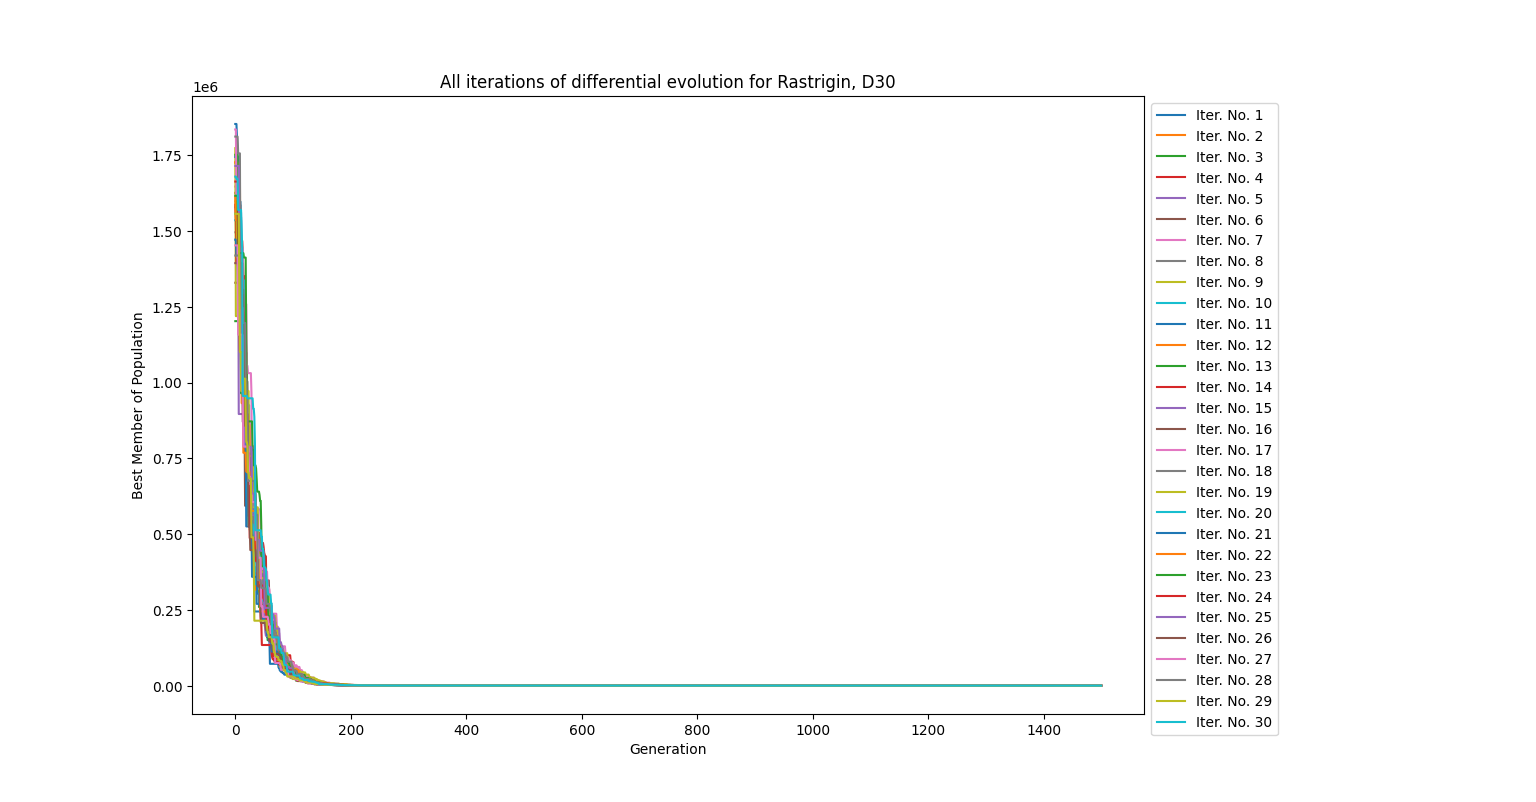 All iterations of differential evolution for Rastrigin, D30
1e6
1.75
1.50
1.25
1.00
0.75
0.50
0.25
0.00
Best Member of Population
0 200 400 600 800 1000 1200 1400
Generation
Iter. No. 1
Iter. No. 2
Iter. No. 3
Iter. No. 4
Iter. No. 5
Iter. No. 6
Iter. No. 7
Iter. No. 8
Iter. No. 9
Iter. No. 10
Iter. No. 11
Iter. No. 12
Iter. No. 13
Iter. No. 14
Iter. No. 15
Iter. No. 16
Iter. No. 17
Iter. No. 18
Iter. No. 19
Iter. No. 20
Iter. No. 21
Iter. No. 22
Iter. No. 23
Iter. No. 24
Iter. No. 25
Iter. No. 26
Iter. No. 27
Iter. No. 28
Iter. No. 29
Iter. No. 30